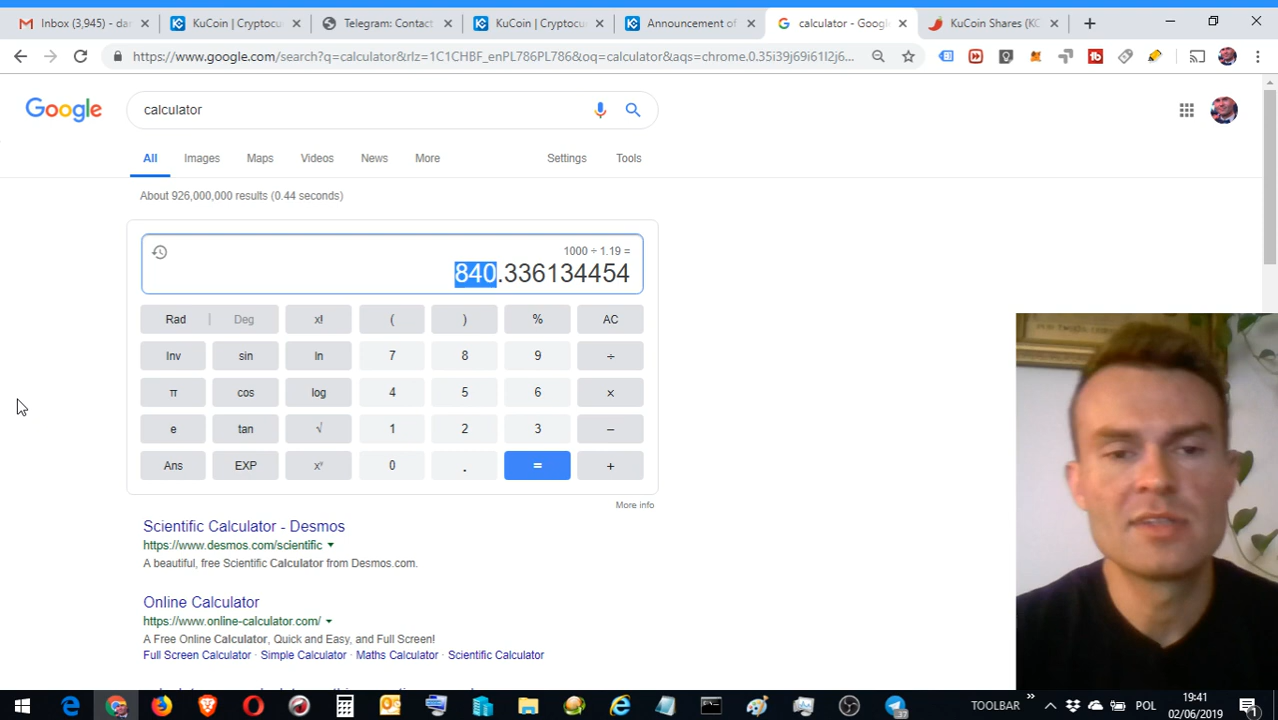 Inbox (3,945) - dar
KuCoin | Cryptocur
Telegram: Contact
KuCoin | Cryptocur
Announcement of
calculator - Google
KuCoin Shares (KC
https://www.google.com/search?q=calculator&rlz=1C1CHBF_enPL786PL786&oq=calculator&aqs=chrome.0.35i39j69i61l2j6...
Google
calculator
All Images Maps Videos News More Settings Tools
About 926,000,000 results (0.44 seconds)
1000 ÷ 1.19 =
840.336134454
Rad | Deg x! ( ) % AC
Inv sin ln 7 8 9 ÷
π cos log 4 5 6 ×
e tan √ 1 2 3 −
Ans EXP xʸ 0 . = +
More info
Scientific Calculator - Desmos
https://www.desmos.com/scientific
A beautiful, free Scientific Calculator from Desmos.com.
Online Calculator
https://www.online-calculator.com/
A Free Online Calculator, Quick and Easy, and Full Screen!
Full Screen Calculator · Simple Calculator · Maths Calculator · Scientific Calculator
TOOLBAR
»
POL
19:41
02/06/2019
37
1